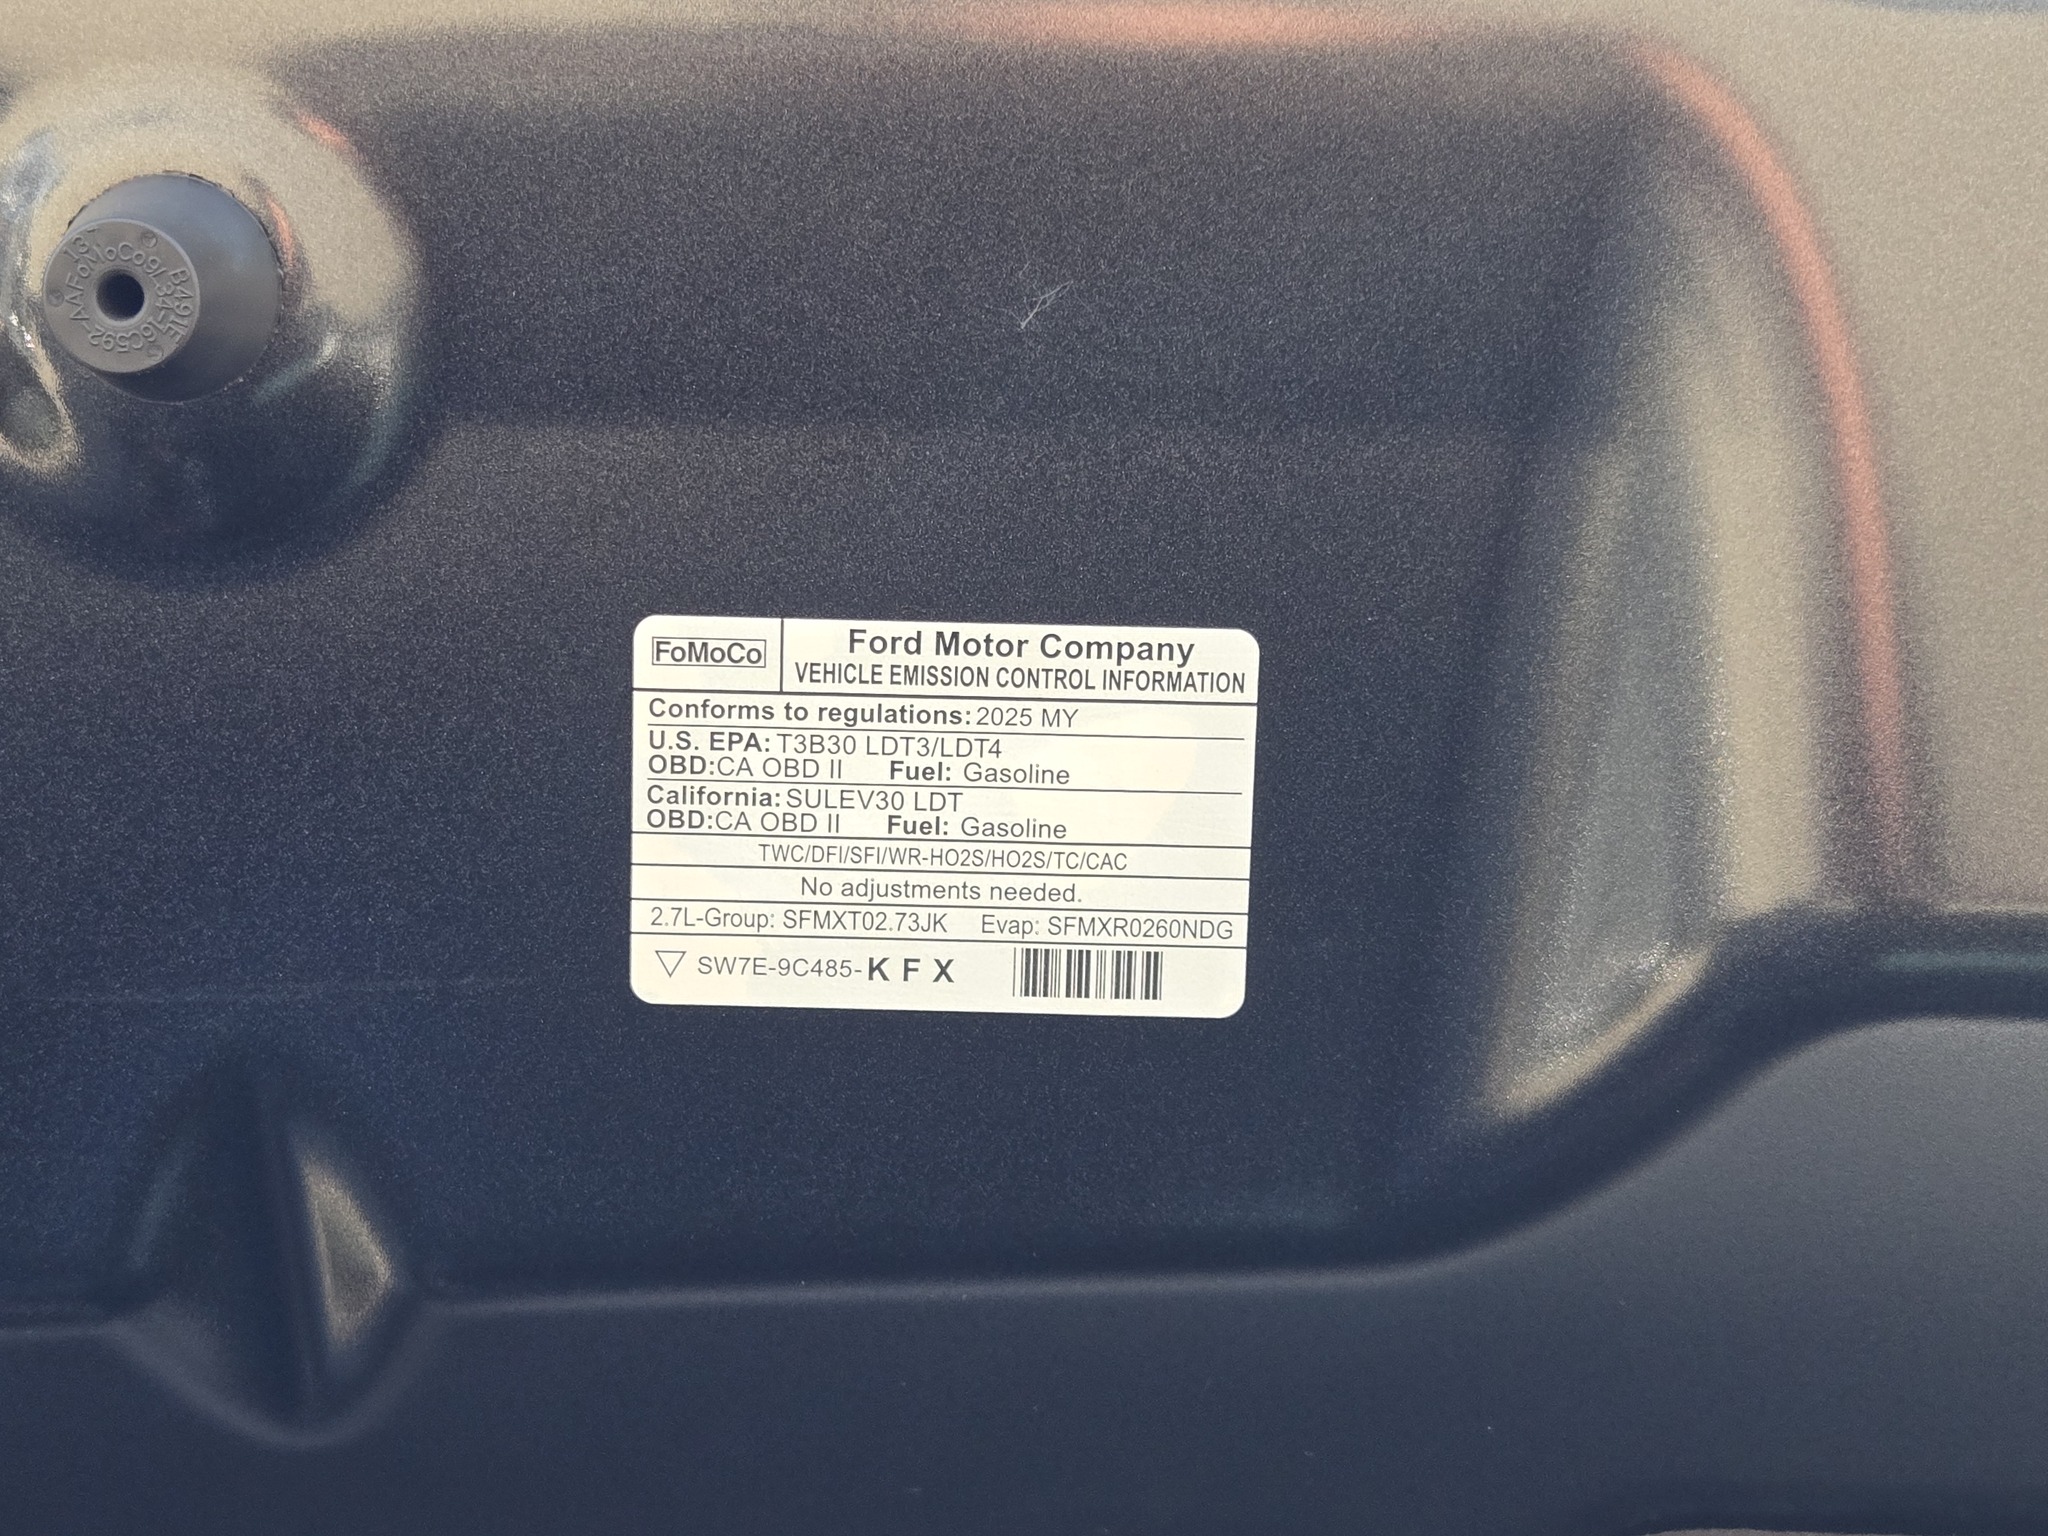 FoMoCo
Ford Motor Company
VEHICLE EMISSION CONTROL INFORMATION
Conforms to regulations: 2025 MY
U.S. EPA: T3B30 LDT3/LDT4
OBD: CA OBD II Fuel: Gasoline
California: SULEV30 LDT
OBD: CA OBD II Fuel: Gasoline
TWC/DFI/SFI/WR-HO2S/HO2S/TC/CAC
No adjustments needed.
2.7L-Group: SFMXT02.73JK Evap: SFMXR0260NDG
SW7E-9C485-K F X